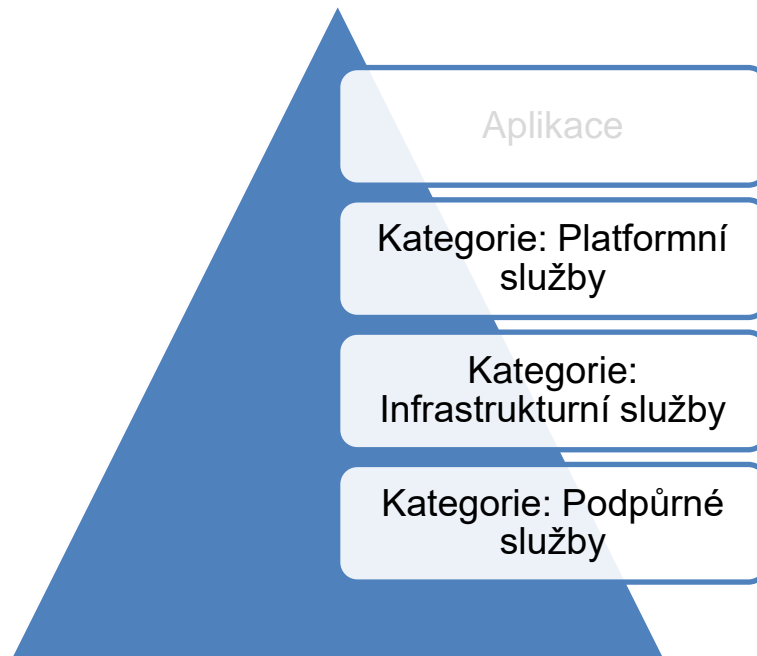 Aplikace
Kategorie: Platformní
služby
Kategorie:
Infrastrukturní služby
Kategorie: Podpůrné
služby